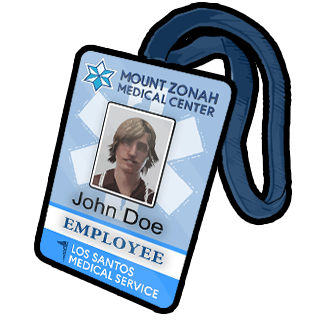 MOUNT ZONAH
MEDICAL CENTER
John Doe
EMPLOYEE
LOS SANTOS
MEDICAL SERVICE